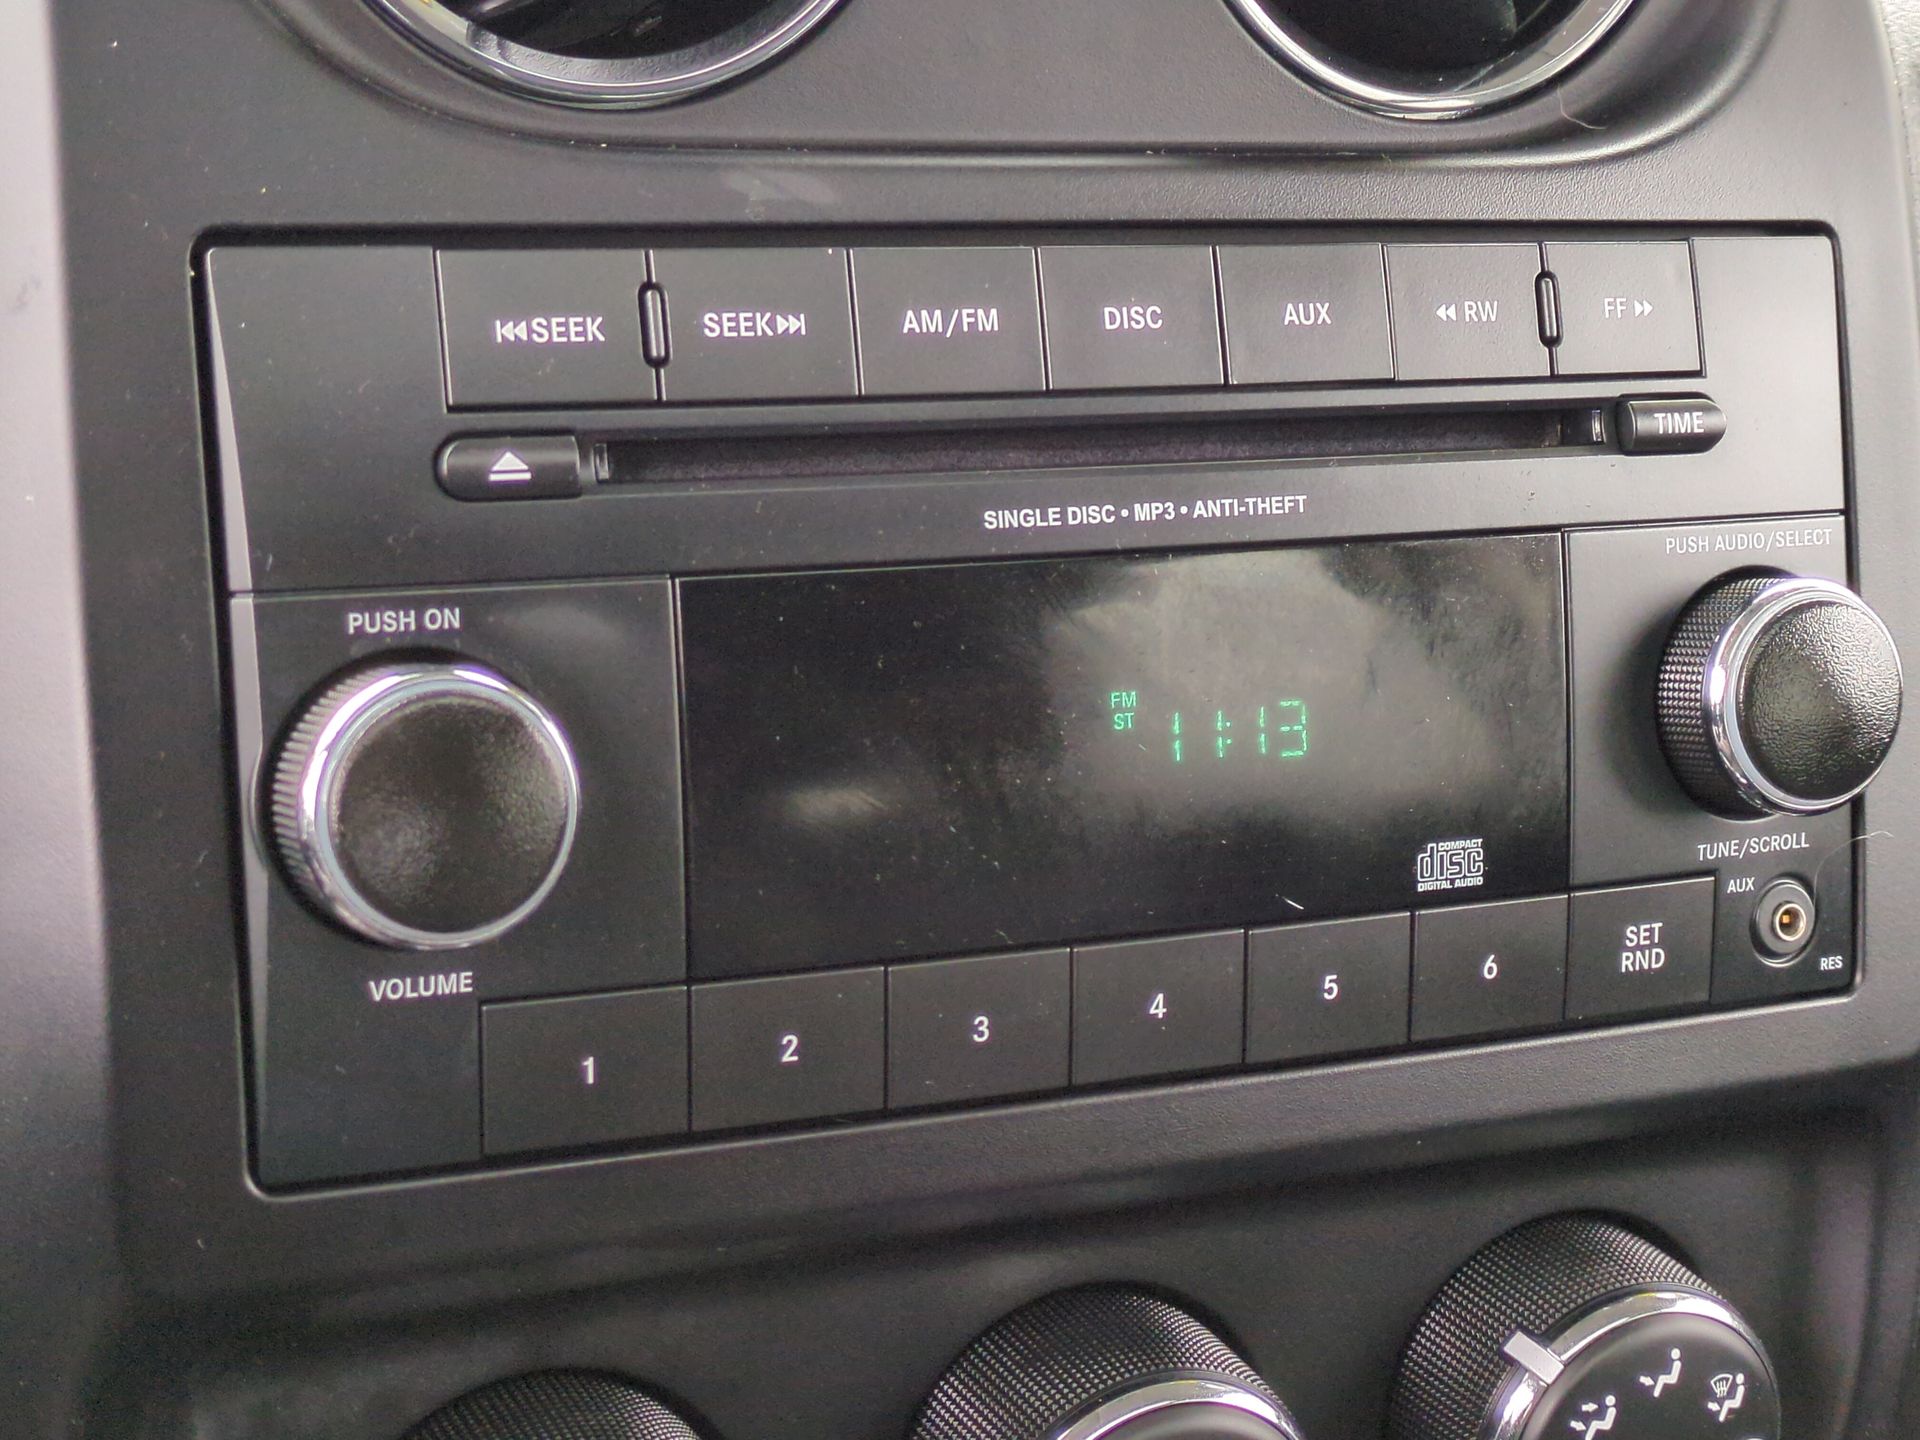 SEEK
SEEK
AM/FM
DISC
AUX
RW
FF
TIME
SINGLE DISC • MP3 • ANTI-THEFT
PUSH AUDIO/SELECT
PUSH ON
FM
ST
11:13
COMPACT
disc
DIGITAL AUDIO
TUNE/SCROLL
AUX
RES
VOLUME
1
2
3
4
5
6
SET
RND